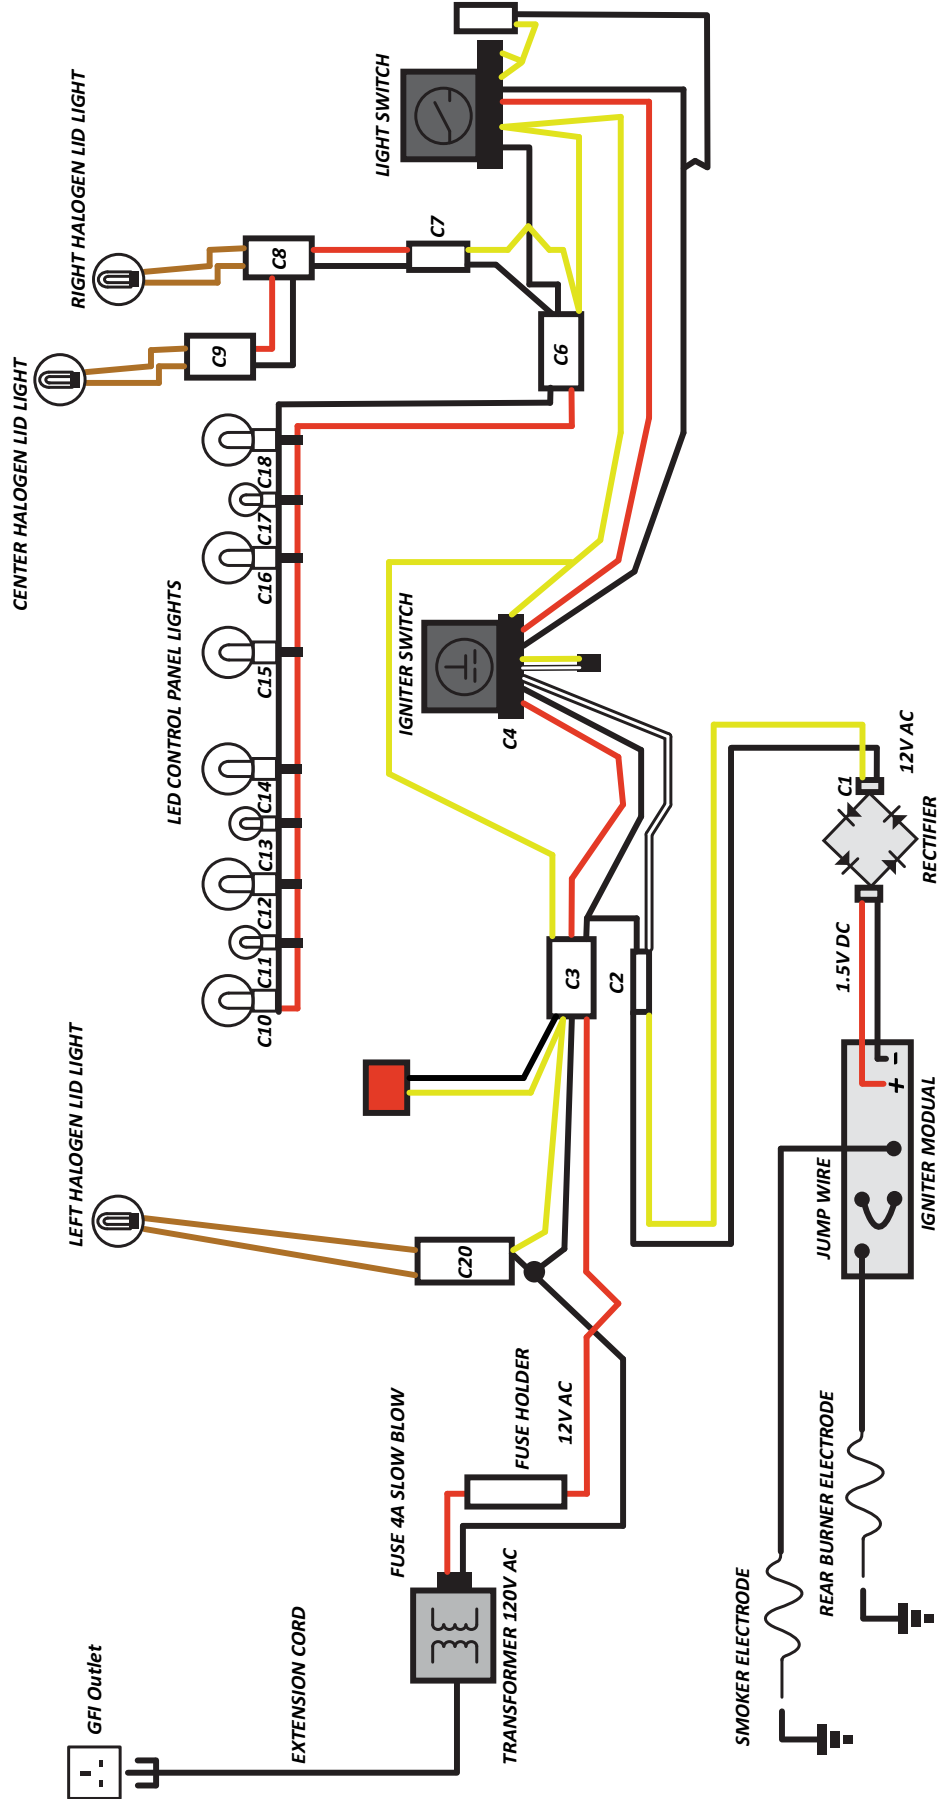 GFI Outlet
EXTENSION CORD
TRANSFORMER 120V AC
FUSE 4A SLOW BLOW
FUSE HOLDER
12V AC
LEFT HALOGEN LID LIGHT
C20
C3
C2
LED CONTROL PANEL LIGHTS
C10
C11
C12
C13
C14
C15
C16
C17
C18
CENTER HALOGEN LID LIGHT
C9
RIGHT HALOGEN LID LIGHT
C8
C7
C6
LIGHT SWITCH
IGNITER SWITCH
C4
SMOKER ELECTRODE
REAR BURNER ELECTRODE
JUMP WIRE
IGNITER MODUAL
+ -
1.5V DC
RECTIFIER
C1
12V AC